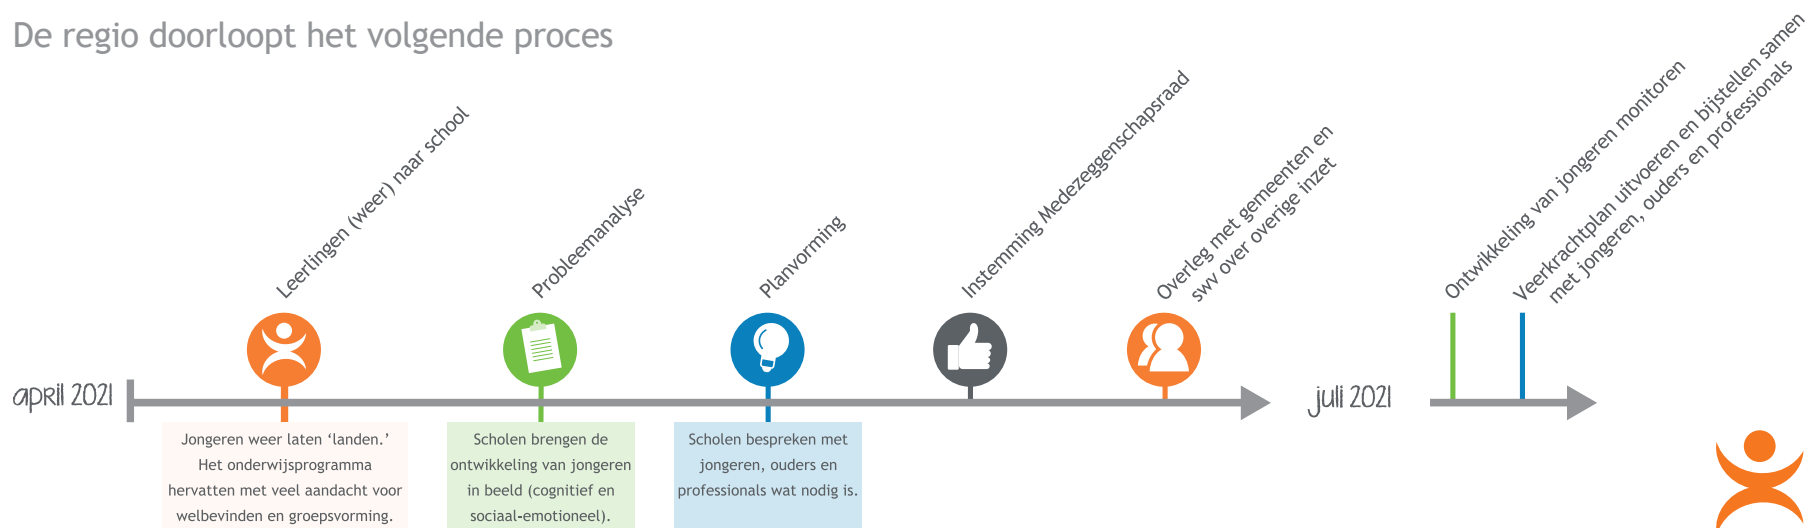 De regio doorloopt het volgende proces
Leerlingen (weer) naar school
Probleemanalyse
Planvorming
Instemming Medezeggenschapsraad
Overleg met gemeenten en
swv over overige inzet
Ontwikkeling van jongeren monitoren
Veerkrachtplan uitvoeren en bijstellen samen
met jongeren, ouders en professionals
april 2021
juli 2021
Jongeren weer laten ‘landen.’
Het onderwijsprogramma
hervatten met veel aandacht voor
welbevinden en groepsvorming.
Scholen brengen de
ontwikkeling van jongeren
in beeld (cognitief en
sociaal-emotioneel).
Scholen bespreken met
jongeren, ouders en
professionals wat nodig is.